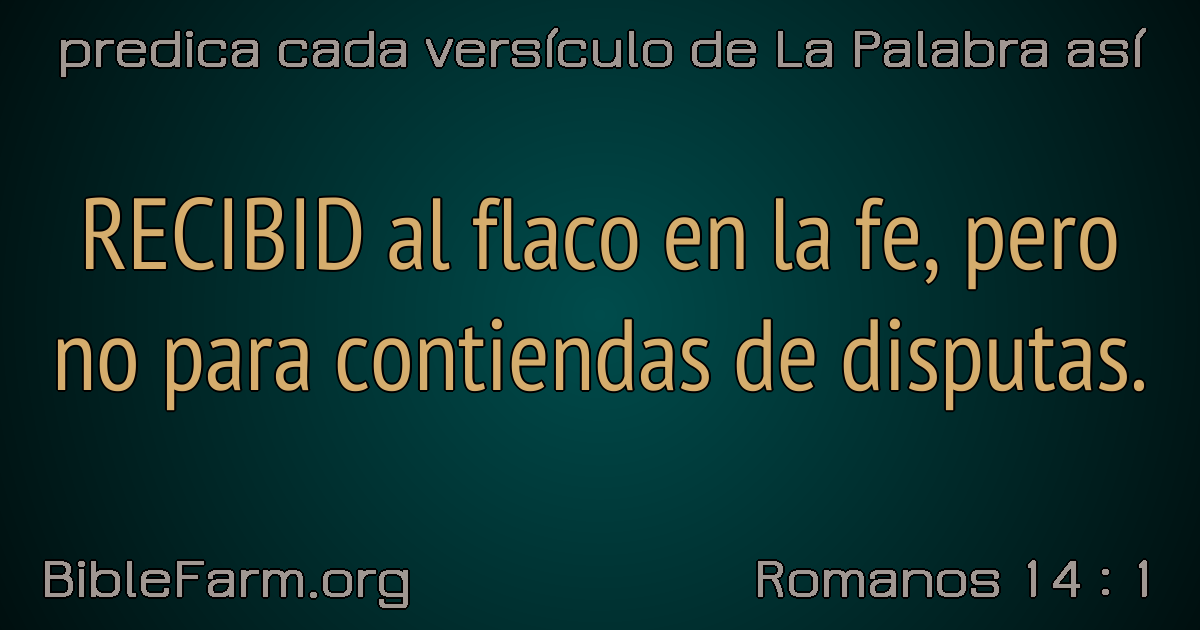 predica cada versículo de La Palabra así
RECIBID al flaco en la fe, pero
no para contiendas de disputas.
BibleFarm.org
Romanos 14 : 1